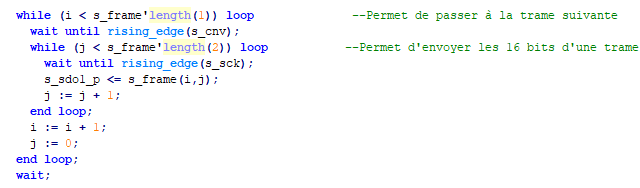 while (i < s_frame'length(1)) loop --Permet de passer à la trame suivante
wait until rising_edge(s_cnv);
while (j < s_frame'length(2)) loop --Permet d'envoyer les 16 bits d'une trame
wait until rising_edge(s_sck);
s_sdo1_p <= s_frame(i,j);
j := j + 1;
end loop;
i := i + 1;
j := 0;
end loop;
wait;